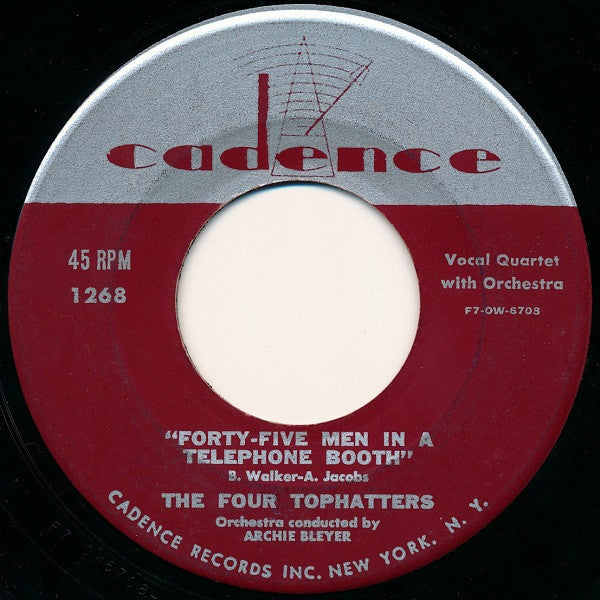 cadence
45 RPM
1268
Vocal Quartet
with Orchestra
F7-OW-6708
"FORTY-FIVE MEN IN A
TELEPHONE BOOTH"
B. Walker-A. Jacobs
THE FOUR TOPHATTERS
Orchestra conducted by
ARCHIE BLEYER
CADENCE RECORDS INC. NEW YORK, N. Y.